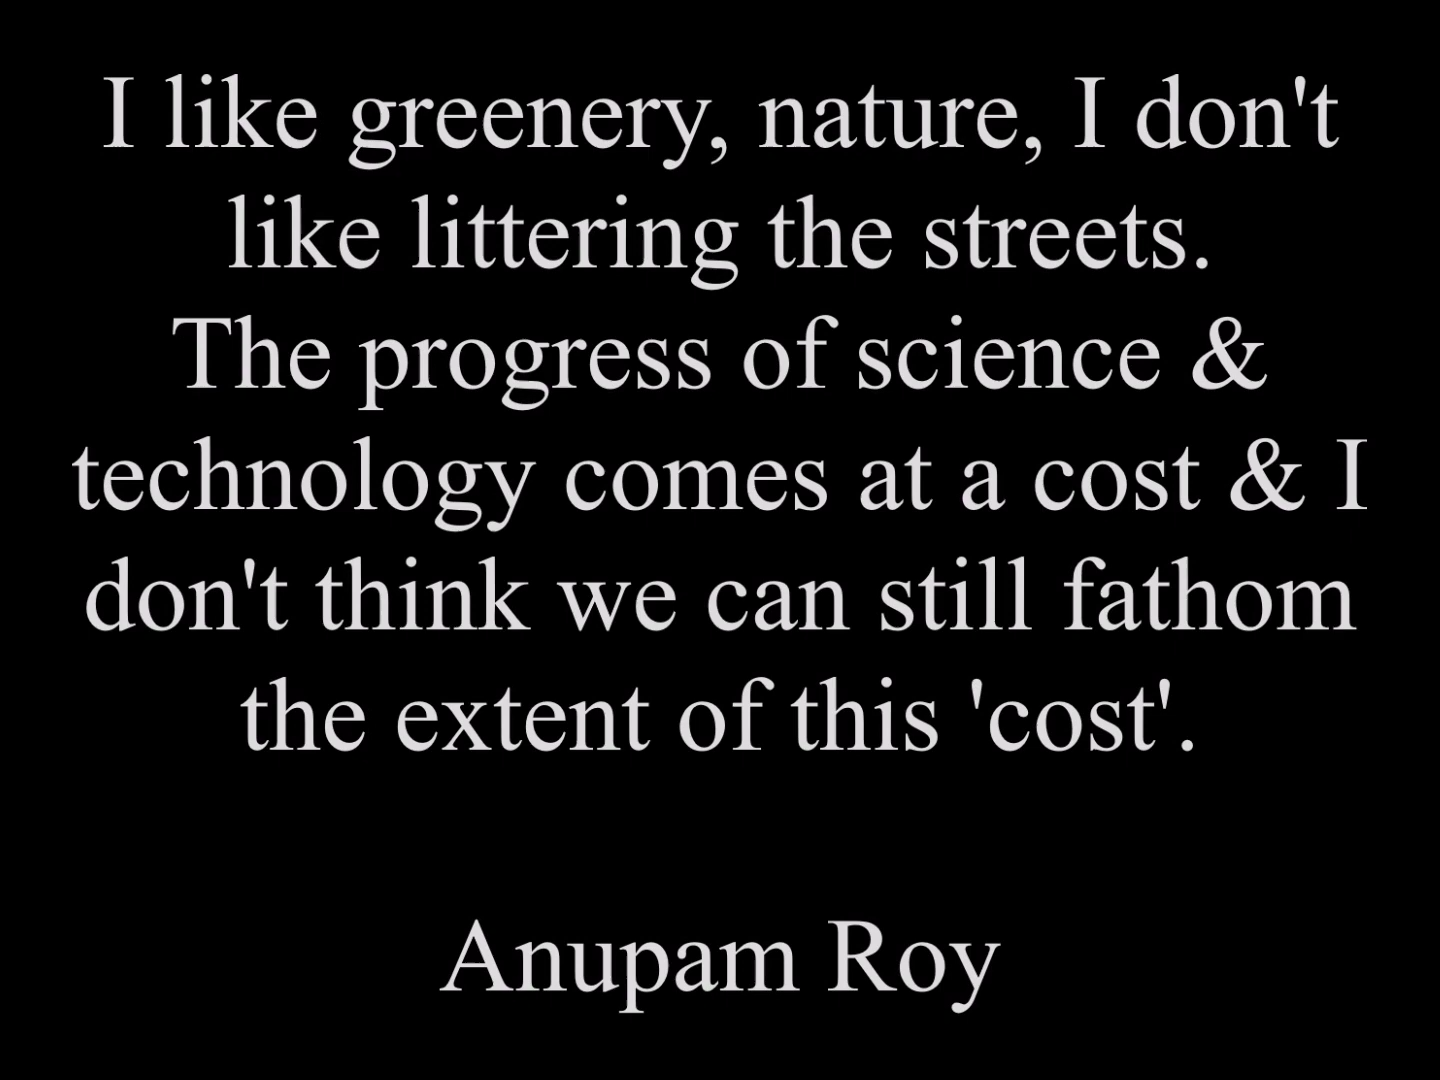 I like greenery, nature, I don't
like littering the streets.
The progress of science &
technology comes at a cost & I
don't think we can still fathom
the extent of this 'cost'.
Anupam Roy